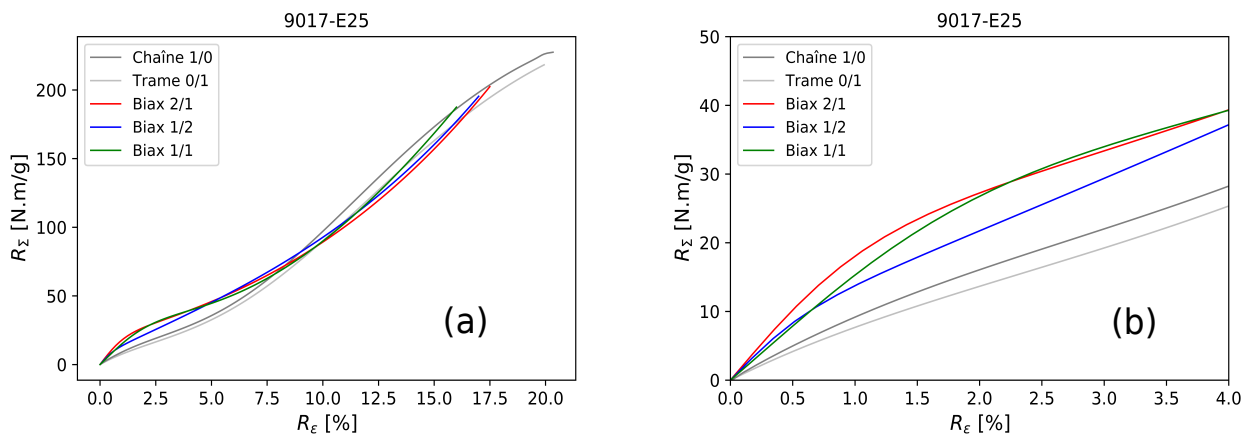 9017-E25
Chaîne 1/0
Trame 0/1
Biax 2/1
Biax 1/2
Biax 1/1
200
150
100
50
0
R_Σ [N.m/g]
(a)
0.0 2.5 5.0 7.5 10.0 12.5 15.0 17.5 20.0
R_ε [%]
9017-E25
Chaîne 1/0
Trame 0/1
Biax 2/1
Biax 1/2
Biax 1/1
50
40
30
20
10
0
R_Σ [N.m/g]
(b)
0.0 0.5 1.0 1.5 2.0 2.5 3.0 3.5 4.0
R_ε [%]